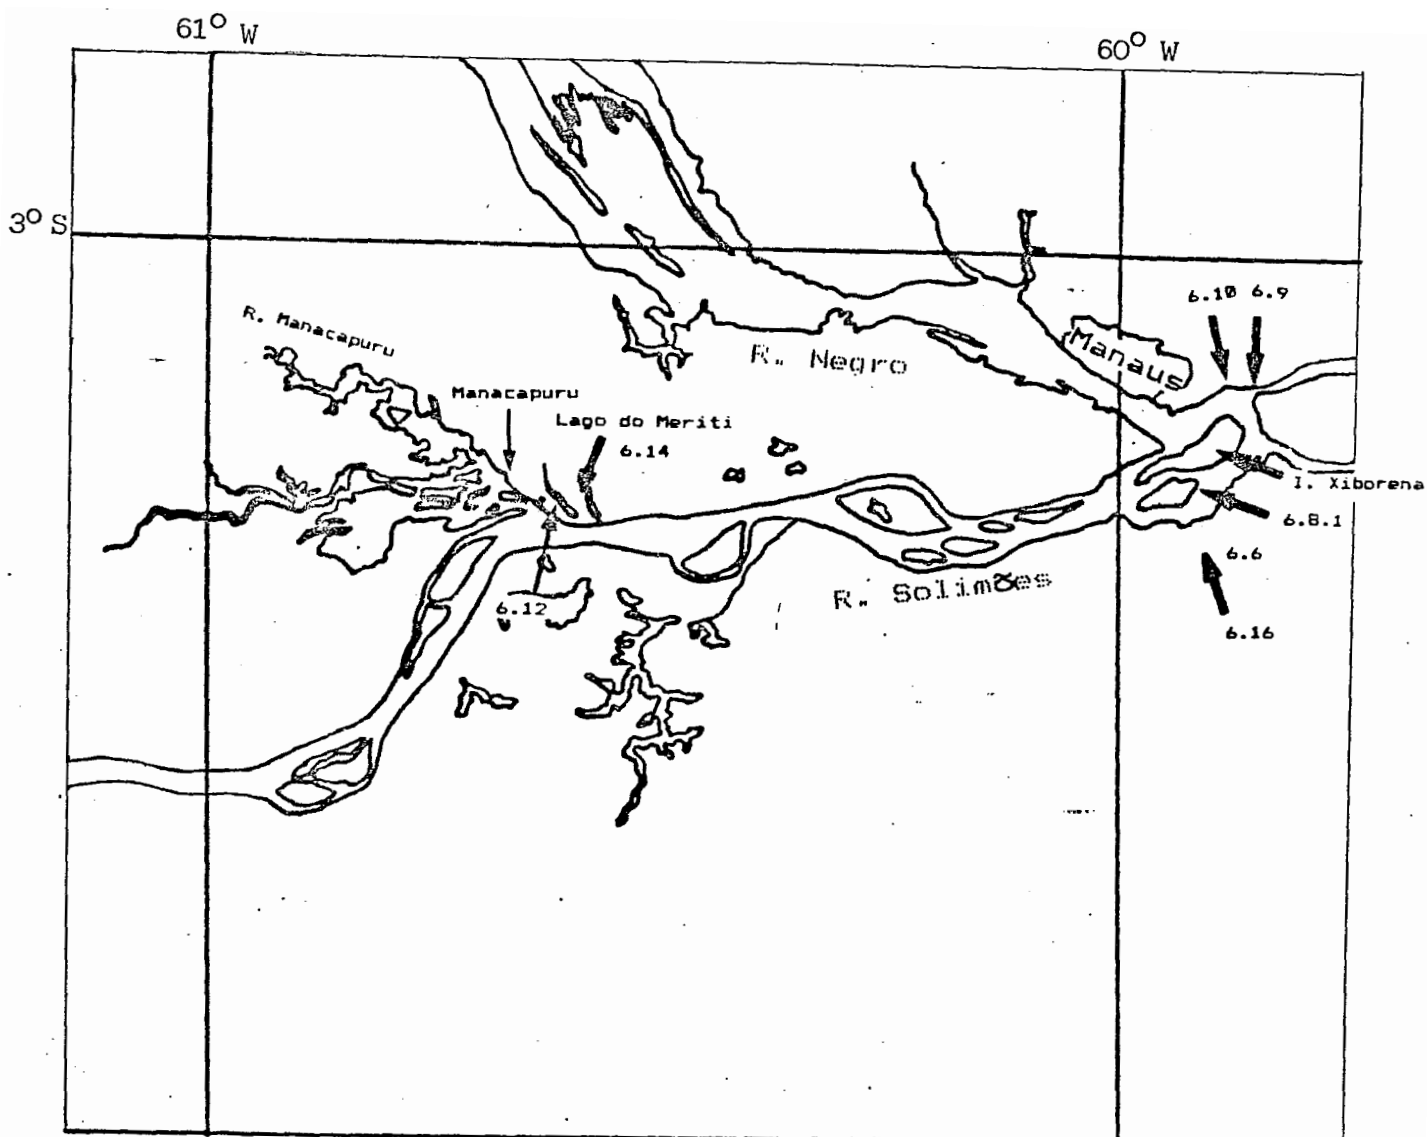 61° W
60° W
3° S
6.10 6.9
R. Manacapuru
Manaus
R. Negro
Manacapuru
Lago do Meriti
6.14
I. Xiborena
6.8.1
6.6
R. Solimões
6.12
6.16